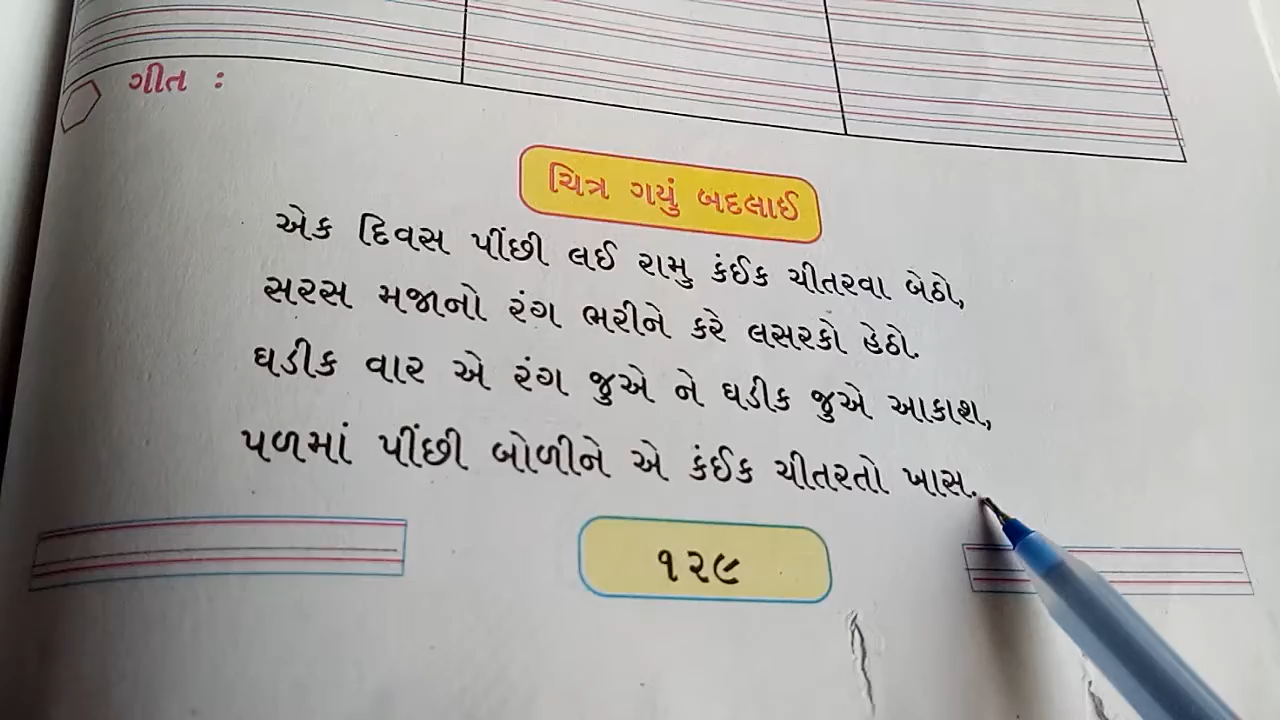 ગીત :
ચિત્ર ગયું બદલાઈ
એક દિવસ પીંછી લઈ રામુ કંઈક ચીતરવા બેઠો,
સરસ મજાનો રંગ ભરીને કરે લસરકો હેઠો.
ઘડીક વાર એ રંગ જુએ ને ઘડીક જુએ આકાશ,
પળમાં પીંછી બોળીને એ કંઈક ચીતરતો ખાસ.
૧૨૯